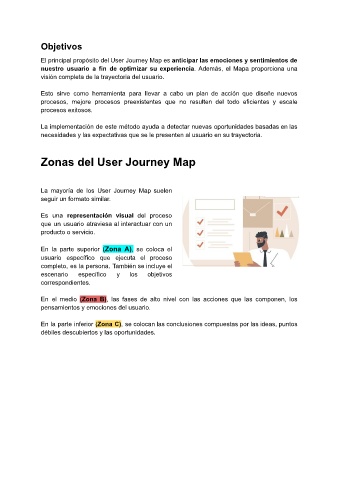 Objetivos
El principal propósito del User Journey Map es anticipar las emociones y sentimientos de
nuestro usuario a fin de optimizar su experiencia. Además, el Mapa proporciona una
visión completa de la trayectoria del usuario.
Esto sirve como herramienta para llevar a cabo un plan de acción que diseñe nuevos
procesos, mejore procesos preexistentes que no resulten del todo eficientes y escale
procesos exitosos.
La implementación de este método ayuda a detectar nuevas oportunidades basadas en las
necesidades y las expectativas que se le presenten al usuario en su trayectoria.
Zonas del User Journey Map
La mayoría de los User Journey Map suelen
seguir un formato similar.
Es una representación visual del proceso
que un usuario atraviesa al interactuar con un
producto o servicio.
En la parte superior (Zona A), se coloca el
usuario específico que ejecuta el proceso
completo, es la persona. También se incluye el
escenario específico y los objetivos
correspondientes.
En el medio (Zona B), las fases de alto nivel con las acciones que las componen, los
pensamientos y emociones del usuario.
En la parte inferior (Zona C), se colocan las conclusiones compuestas por las ideas, puntos
débiles descubiertos y las oportunidades.